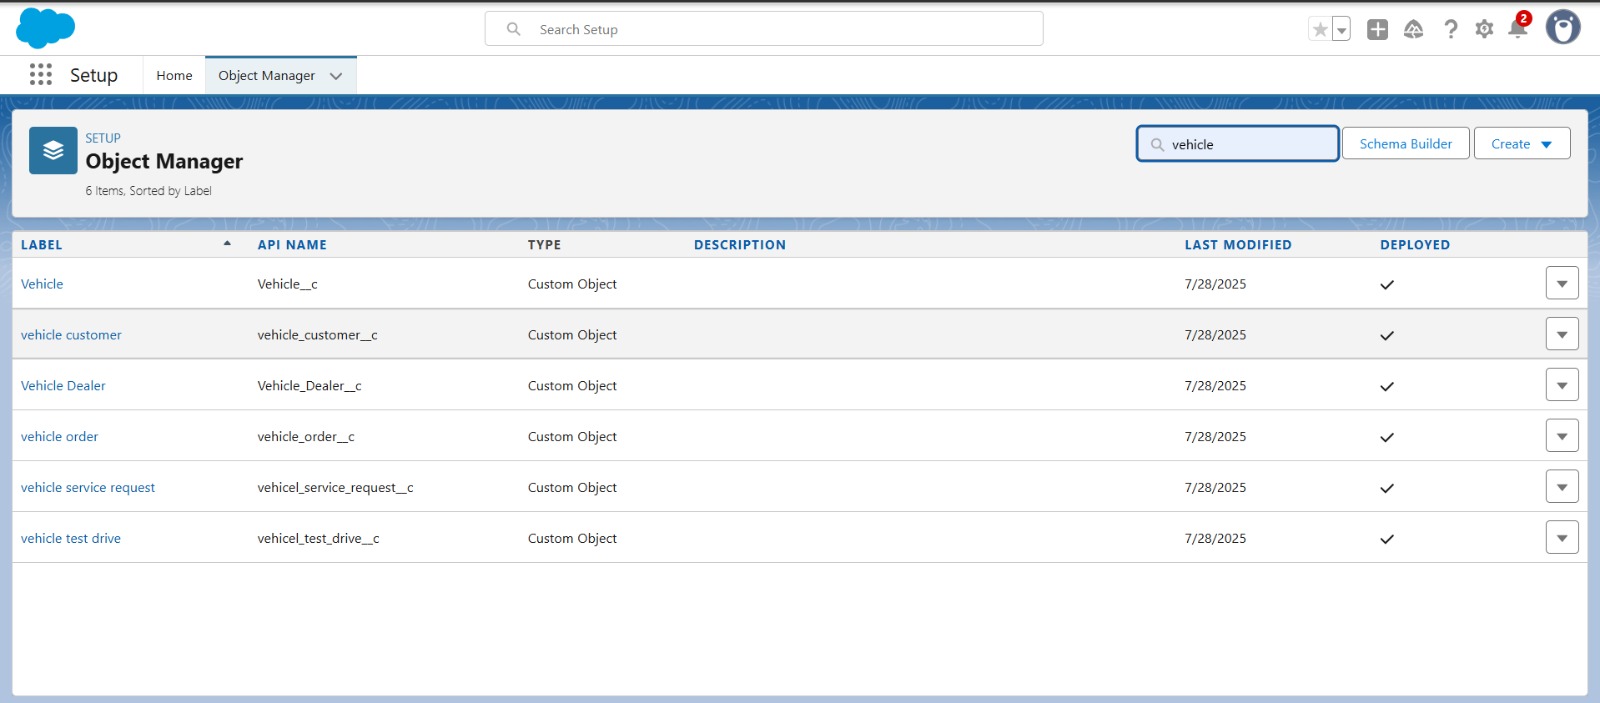 Search Setup
2
Setup Home Object Manager
SETUP
Object Manager
6 Items, Sorted by Label
vehicle Schema Builder Create
LABEL API NAME TYPE DESCRIPTION LAST MODIFIED DEPLOYED
Vehicle Vehicle__c Custom Object 7/28/2025
vehicle customer vehicle_customer__c Custom Object 7/28/2025
Vehicle Dealer Vehicle_Dealer__c Custom Object 7/28/2025
vehicle order vehicle_order__c Custom Object 7/28/2025
vehicle service request vehicel_service_request__c Custom Object 7/28/2025
vehicle test drive vehicel_test_drive__c Custom Object 7/28/2025